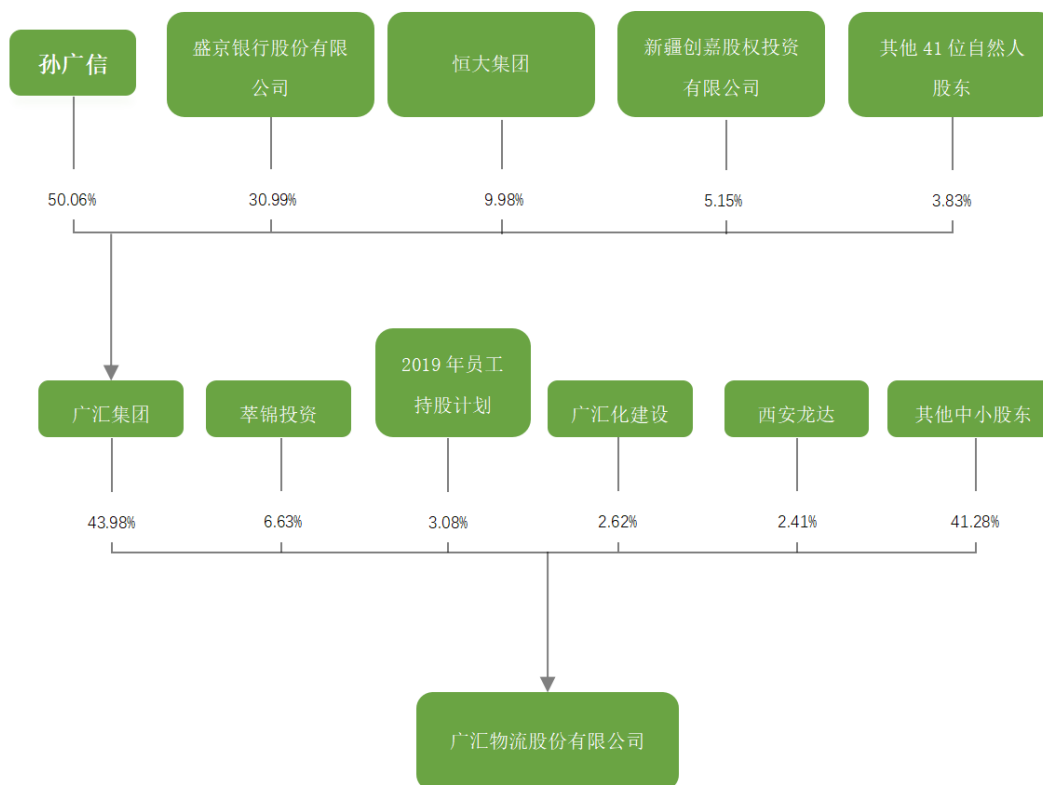 孙广信
盛京银行股份有限
公司
恒大集团
新疆创嘉股权投资
有限公司
其他 41 位自然人
股东
50.06%
30.99%
9.98%
5.15%
3.83%
广汇集团
萃锦投资
2019 年员工
持股计划
广汇化建设
西安龙达
其他中小股东
43.98%
6.63%
3.08%
2.62%
2.41%
41.28%
广汇物流股份有限公司